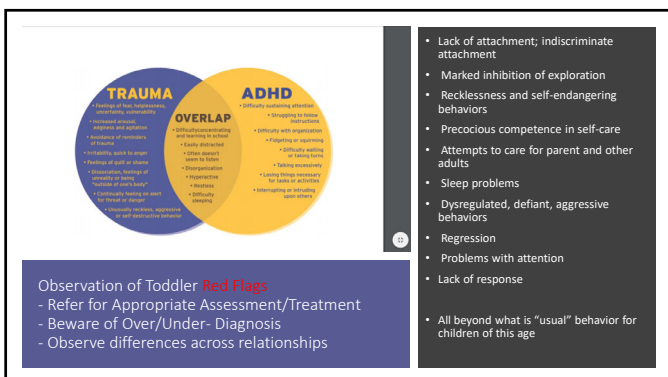 TRAUMA
• Feelings of fear, helplessness,
uncertainty, vulnerability
• Increased arousal,
edginess and agitation
• Avoidance of reminders
of trauma
• Irritability, quick to anger
• Feelings of guilt or shame
• Dissociation, feelings of
unreality or being
"outside of one's body"
• Continually feeling on alert
for threat or danger
• Unusually reckless, aggressive
or self-destructive behavior
OVERLAP
• Difficulty concentrating
and learning in school
• Easily distracted
• Often doesn't
seem to listen
• Disorganization
• Hyperactive
• Restless
• Difficulty
sleeping
ADHD
• Difficulty sustaining attention
• Struggling to follow
instructions
• Difficulty with organization
• Fidgeting or squirming
• Difficulty waiting
or taking turns
• Talking excessively
• Losing things necessary
for tasks or activities
• Interrupting or intruding
upon others
Observation of Toddler Red Flags
- Refer for Appropriate Assessment/Treatment
- Beware of Over/Under- Diagnosis
- Observe differences across relationships
• Lack of attachment; indiscriminate
attachment
• Marked inhibition of exploration
• Recklessness and self-endangering
behaviors
• Precocious competence in self-care
• Attempts to care for parent and other
adults
• Sleep problems
• Dysregulated, defiant, aggressive
behaviors
• Regression
• Problems with attention
• Lack of response
• All beyond what is "usual" behavior for
children of this age